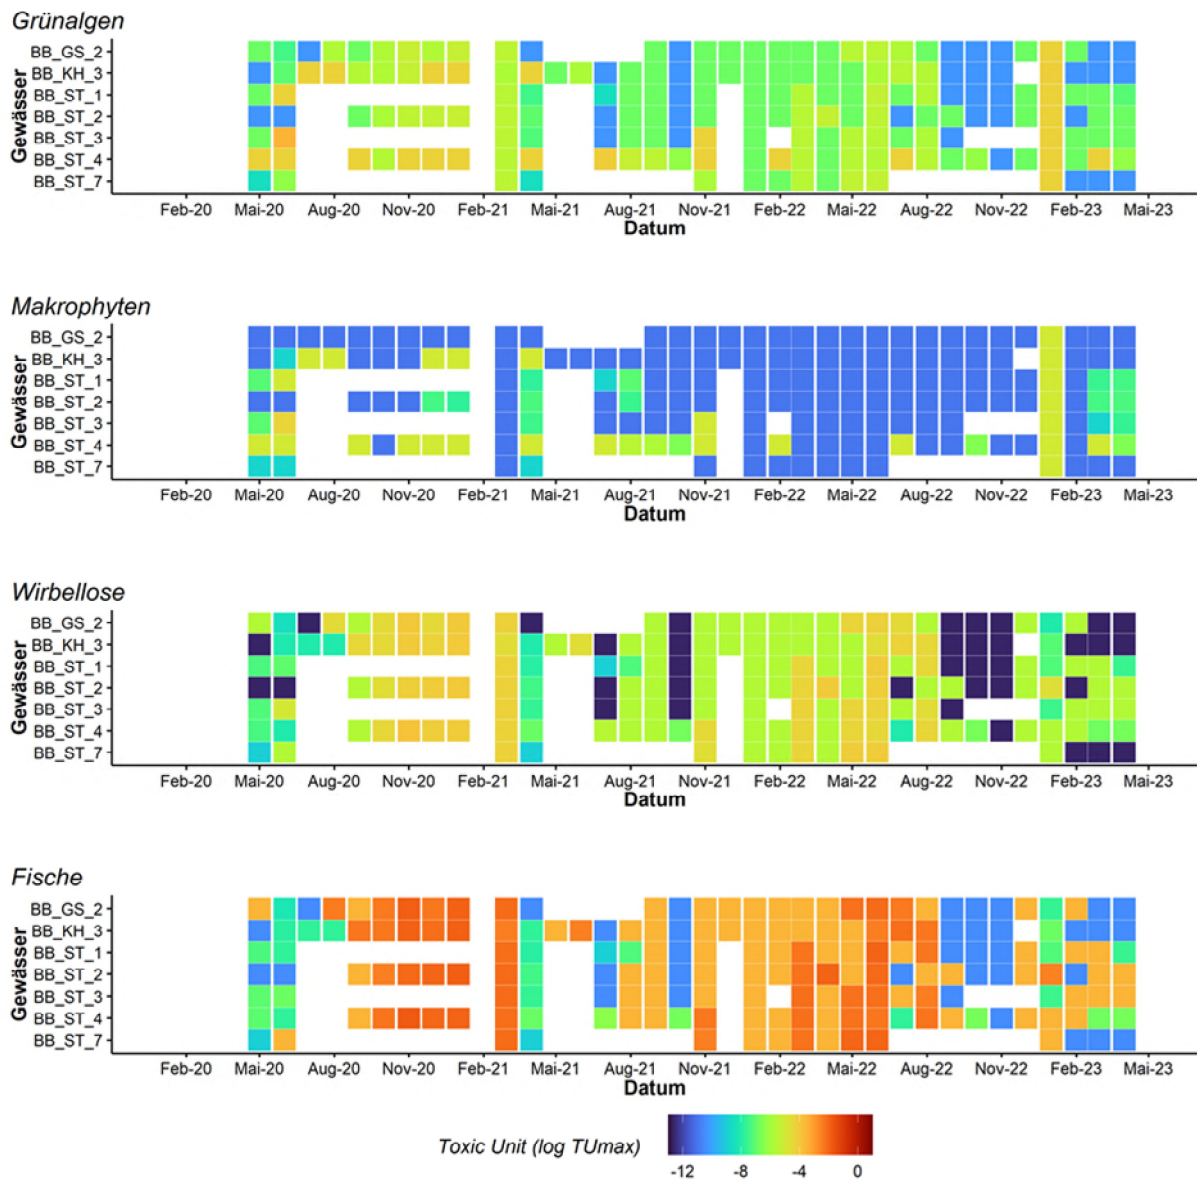 Grünalgen
Gewässer
BB_GS_2
BB_KH_3
BB_ST_1
BB_ST_2
BB_ST_3
BB_ST_4
BB_ST_7
Feb-20 Mai-20 Aug-20 Nov-20 Feb-21 Mai-21 Aug-21 Nov-21 Feb-22 Mai-22 Aug-22 Nov-22 Feb-23 Mai-23
Datum
Makrophyten
Gewässer
BB_GS_2
BB_KH_3
BB_ST_1
BB_ST_2
BB_ST_3
BB_ST_4
BB_ST_7
Feb-20 Mai-20 Aug-20 Nov-20 Feb-21 Mai-21 Aug-21 Nov-21 Feb-22 Mai-22 Aug-22 Nov-22 Feb-23 Mai-23
Datum
Wirbellose
Gewässer
BB_GS_2
BB_KH_3
BB_ST_1
BB_ST_2
BB_ST_3
BB_ST_4
BB_ST_7
Feb-20 Mai-20 Aug-20 Nov-20 Feb-21 Mai-21 Aug-21 Nov-21 Feb-22 Mai-22 Aug-22 Nov-22 Feb-23 Mai-23
Datum
Fische
Gewässer
BB_GS_2
BB_KH_3
BB_ST_1
BB_ST_2
BB_ST_3
BB_ST_4
BB_ST_7
Feb-20 Mai-20 Aug-20 Nov-20 Feb-21 Mai-21 Aug-21 Nov-21 Feb-22 Mai-22 Aug-22 Nov-22 Feb-23 Mai-23
Datum
Toxic Unit (log TUmax)
-12 -8 -4 0